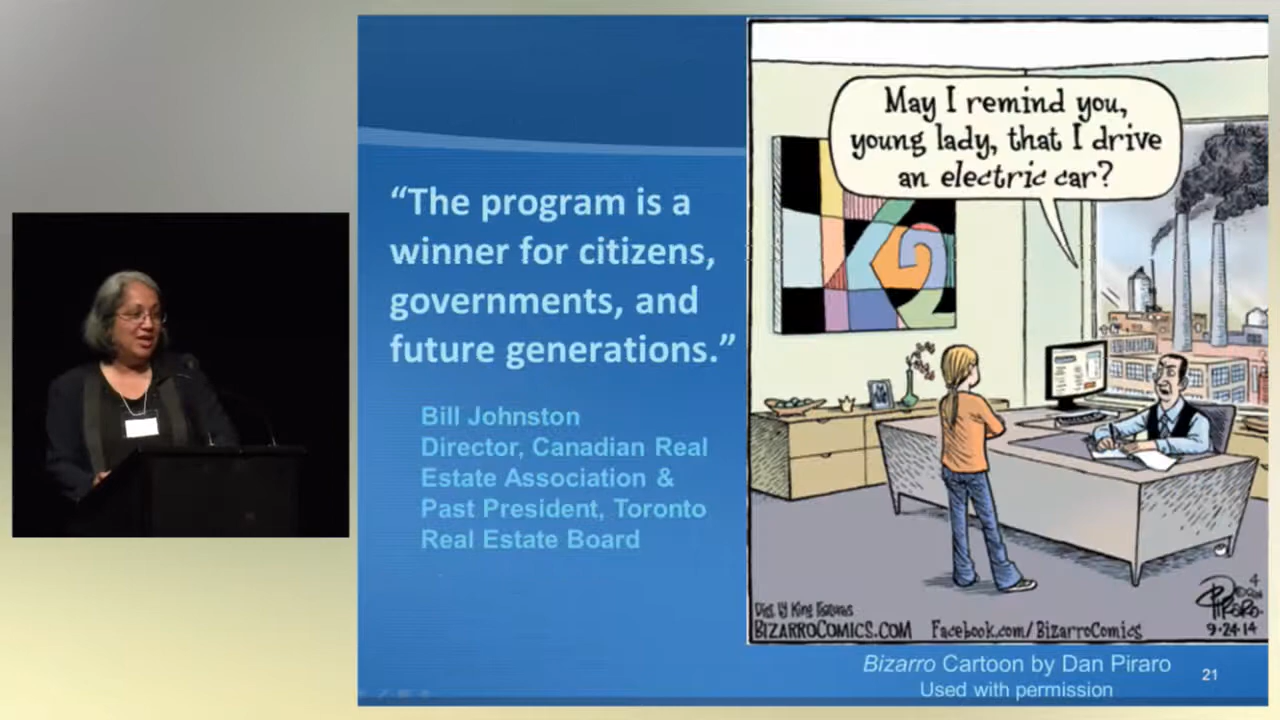 “The program is a
winner for citizens,
governments, and
future generations.”
Bill Johnston
Director, Canadian Real
Estate Association &
Past President, Toronto
Real Estate Board
May I remind you,
young lady, that I drive
an electric car?
Dist. by King Features
BIZARROCOMICS.COM Facebook.com/BizarroComics
PIRARO
9-24-14
Bizarro Cartoon by Dan Piraro
Used with permission
21